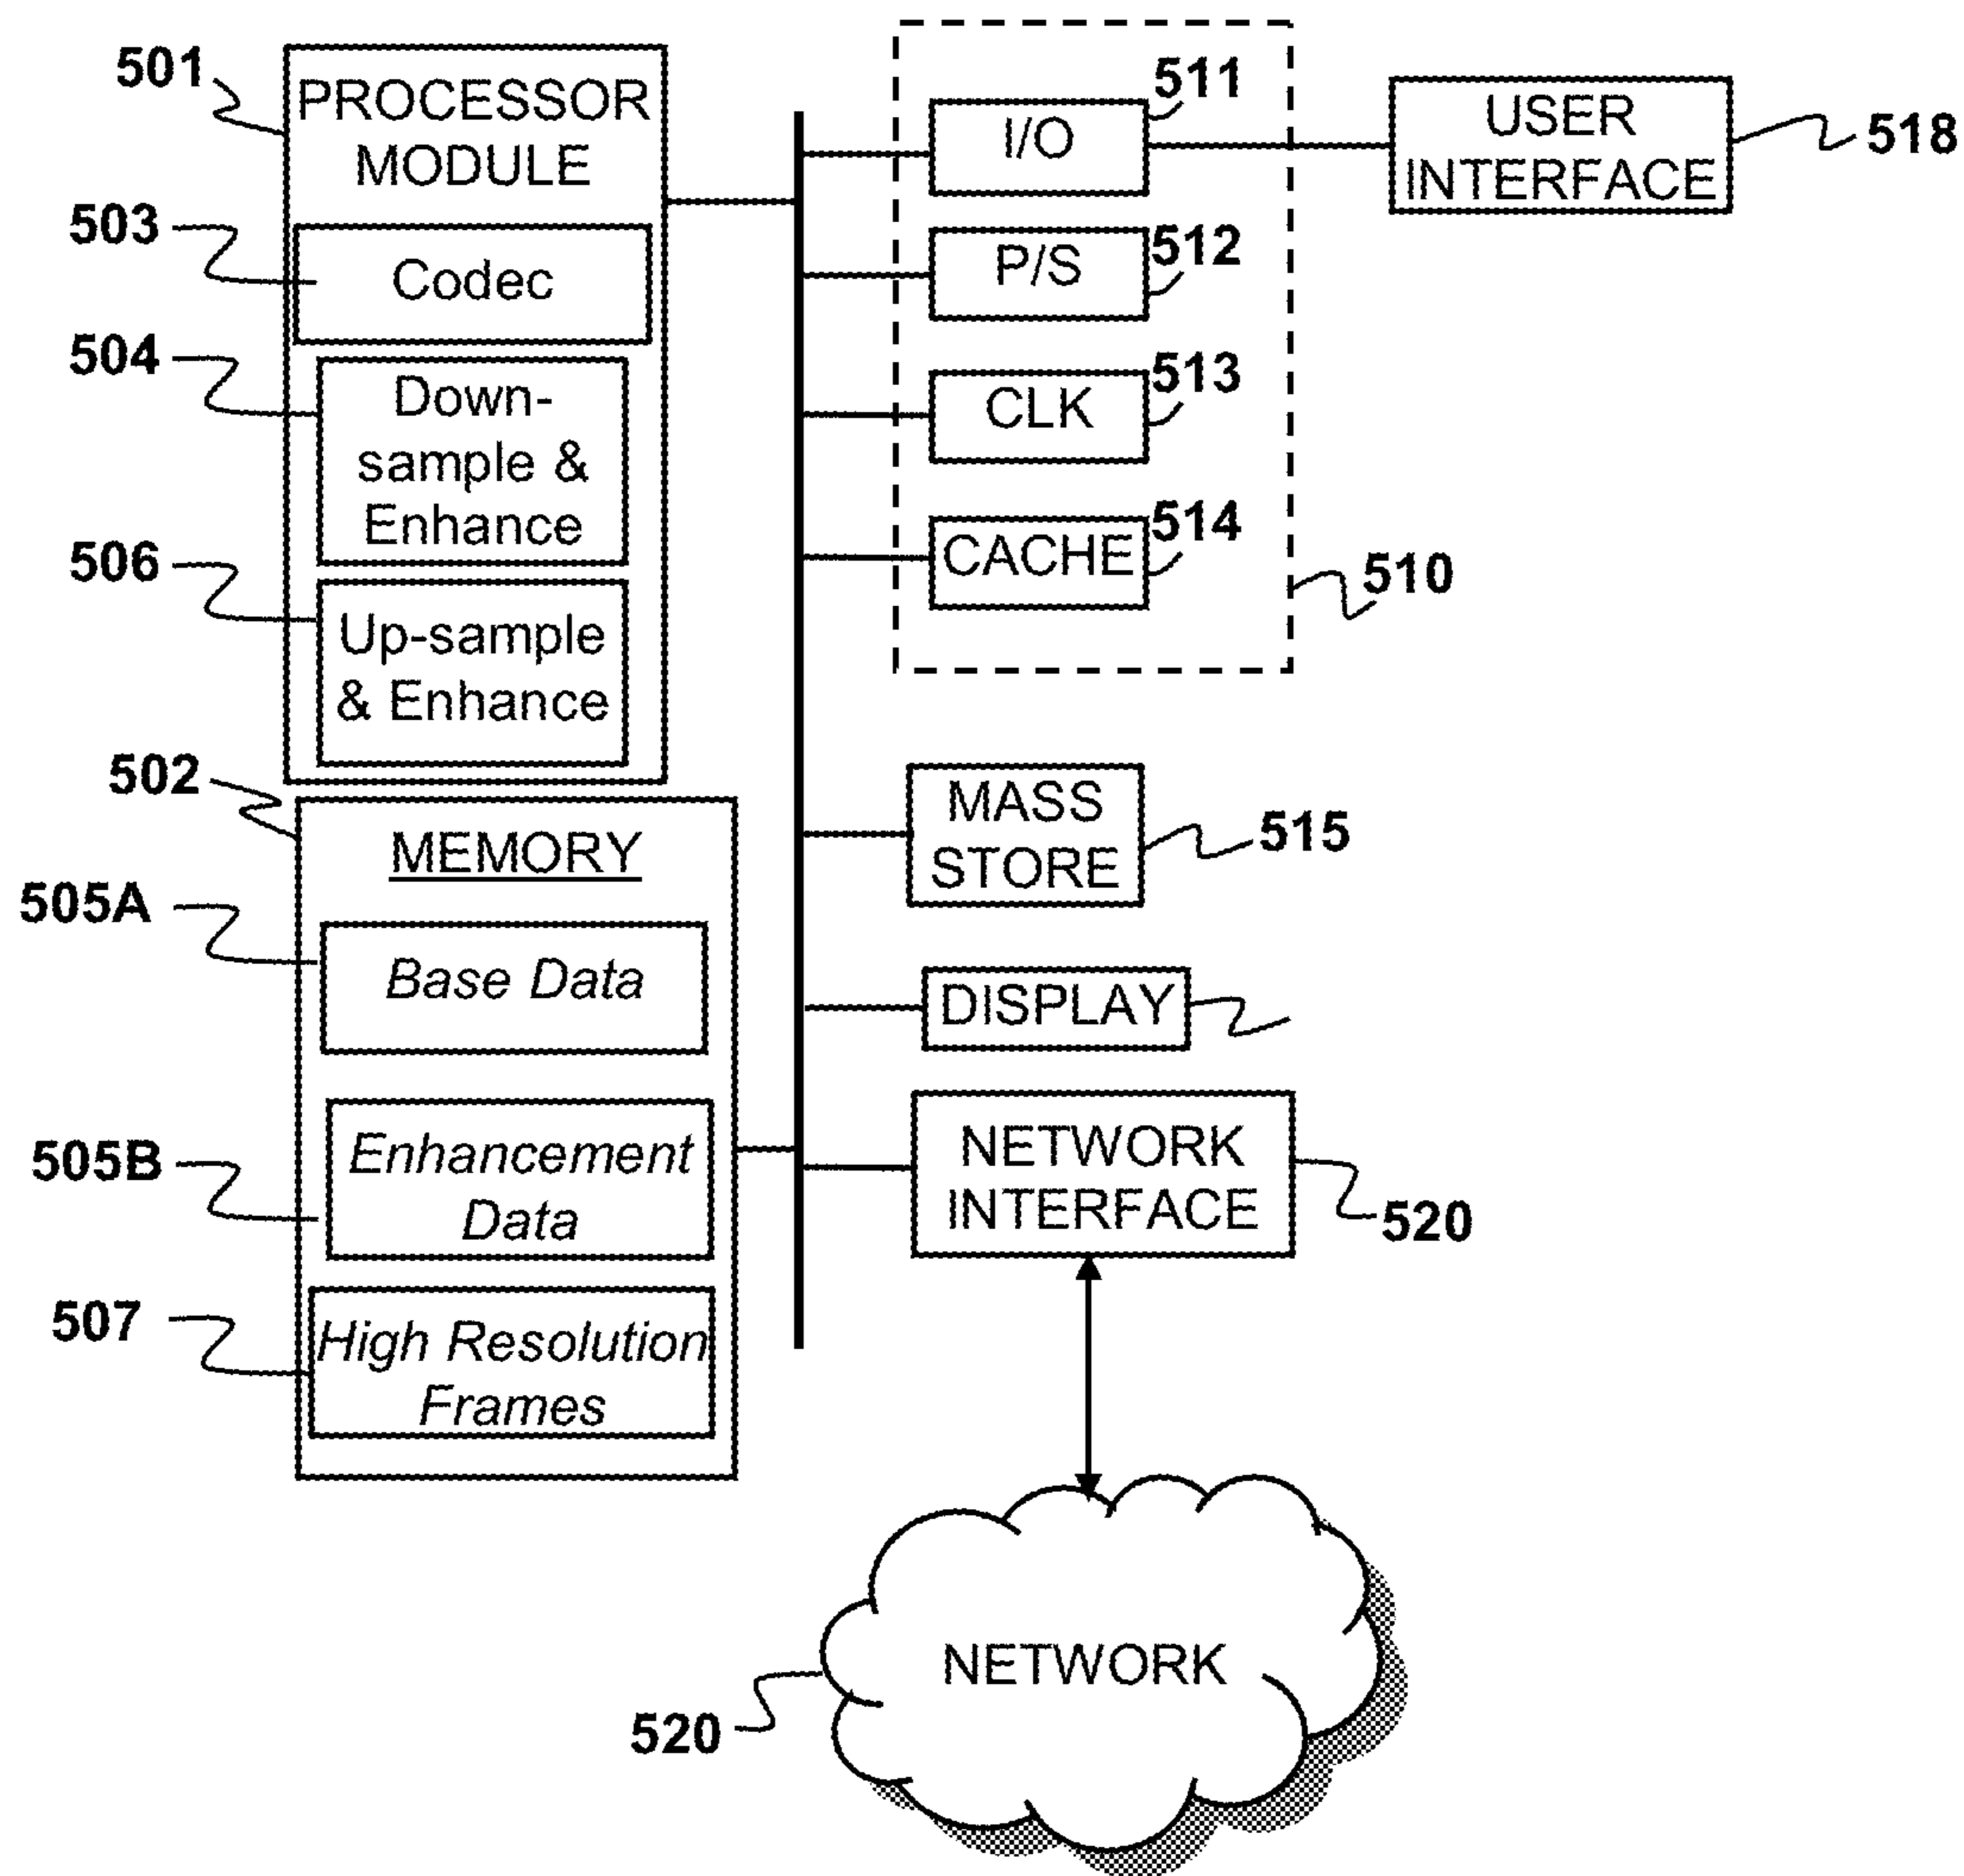 501
PROCESSOR
MODULE
503
Codec
504
Down-
sample &
Enhance
506
Up-sample
& Enhance
502
MEMORY
505A
Base Data
505B
Enhancement
Data
507
High Resolution
Frames
511
I/O
USER
INTERFACE
518
512
P/S
513
CLK
514
CACHE
510
MASS
STORE
515
DISPLAY
NETWORK
INTERFACE
520
NETWORK
520